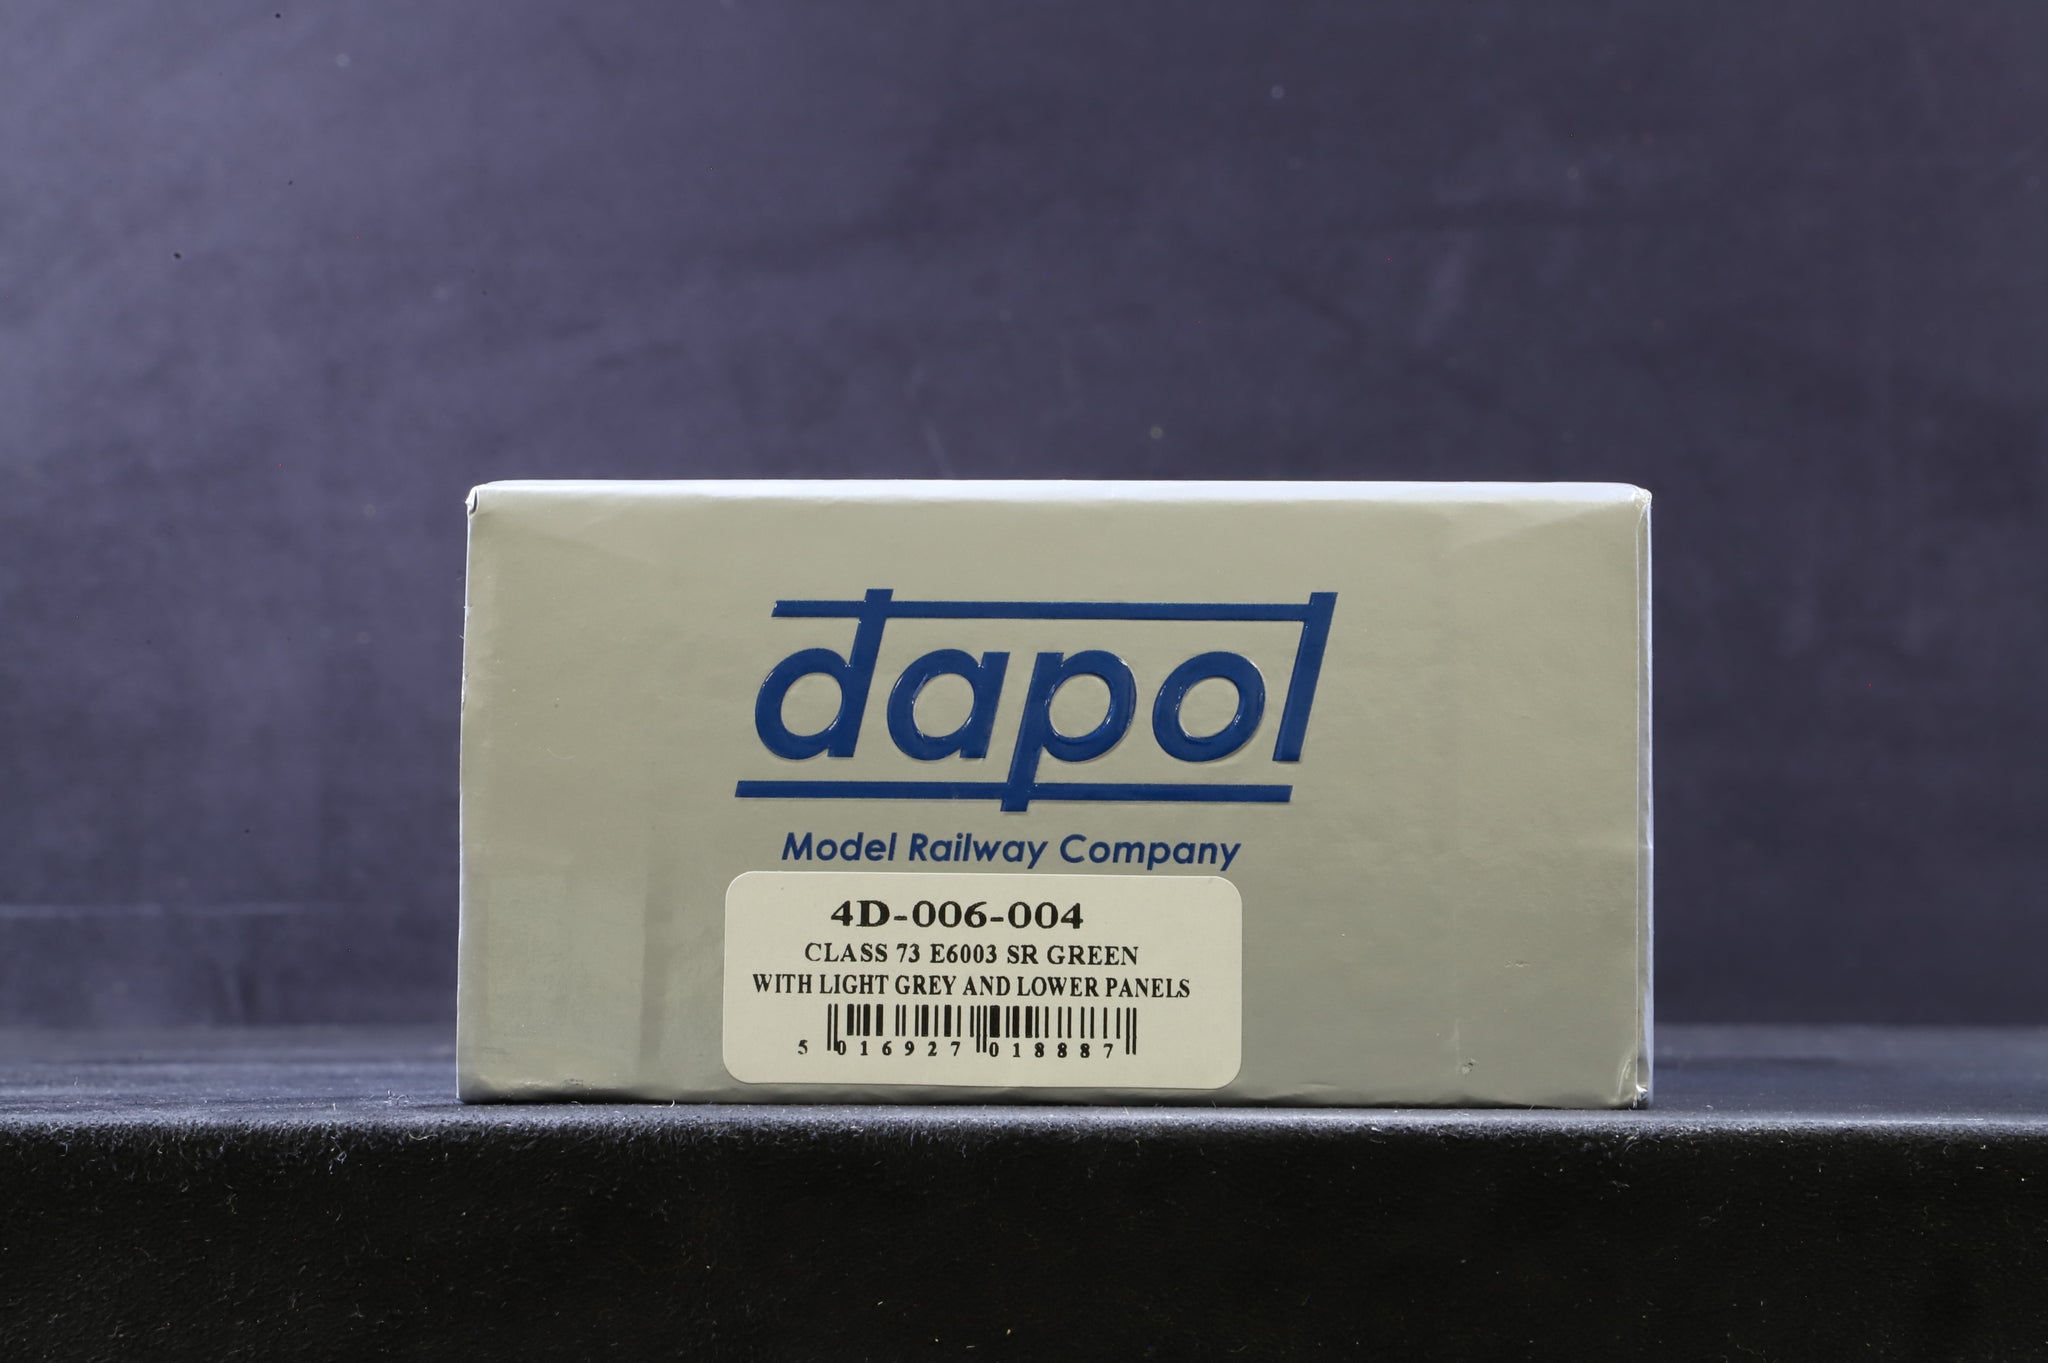 dapol
Model Railway Company
4D-006-004
CLASS 73 E6003 SR GREEN
WITH LIGHT GREY AND LOWER PANELS
5 016927 018887